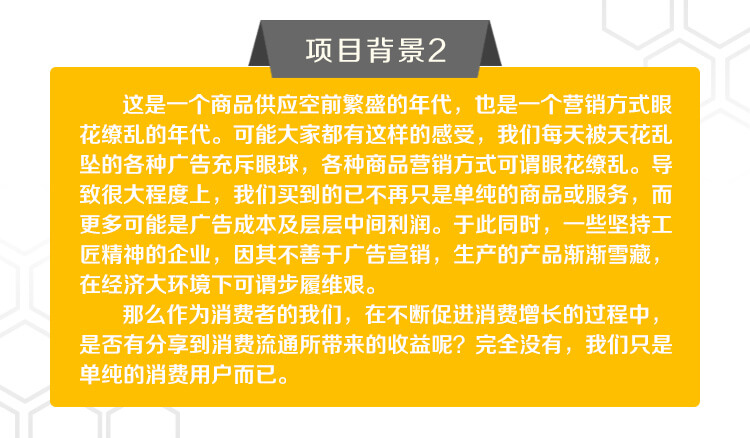 项目背景2
这是一个商品供应空前繁盛的年代，也是一个营销方式眼
花缭乱的年代。可能大家都有这样的感受，我们每天被天花乱
坠的各种广告充斥眼球，各种商品营销方式可谓眼花缭乱。导
致很大程度上，我们买到的已不再只是单纯的商品或服务，而
更多可能是广告成本及层层中间利润。于此同时，一些坚持工
匠精神的企业，因其不善于广告宣销，生产的产品渐渐雪藏，
在经济大环境下可谓步履维艰。
那么作为消费者的我们，在不断促进消费增长的过程中，
是否有分享到消费流通所带来的收益呢？完全没有，我们只是
单纯的消费用户而已。